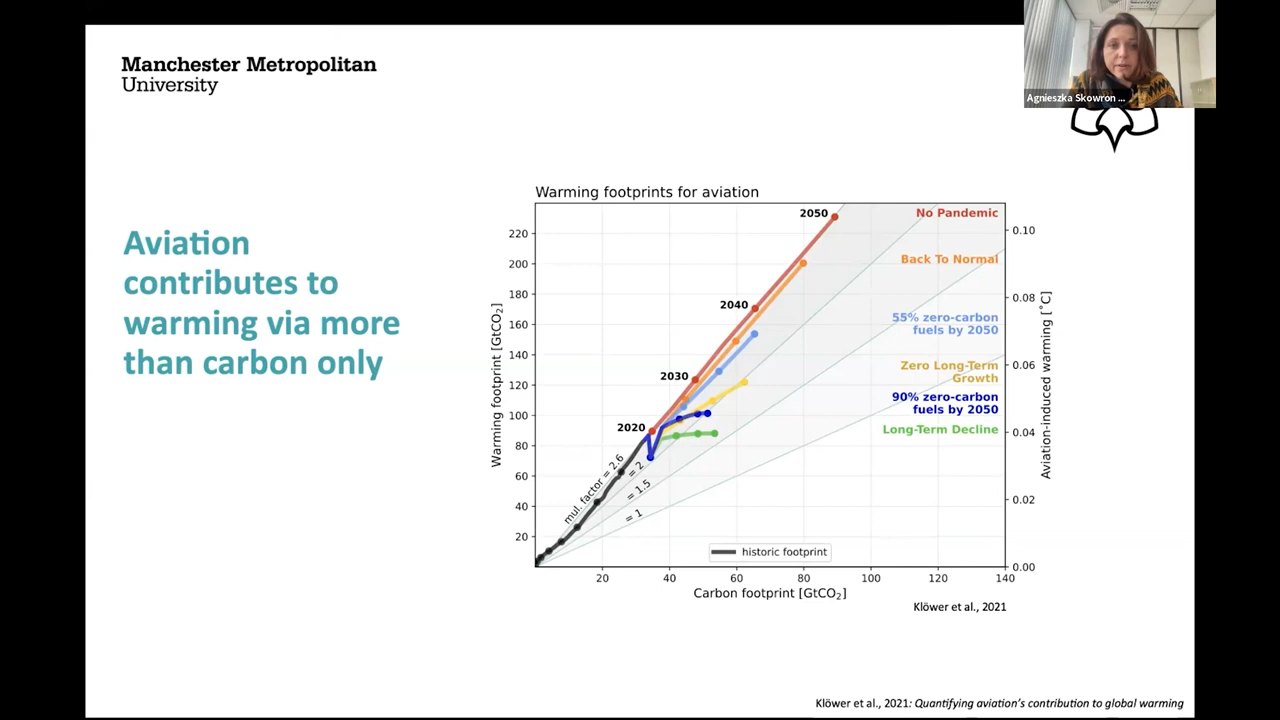 Manchester Metropolitan
University
Agnieszka Skowron ...
Aviation
contributes to
warming via more
than carbon only
Warming footprints for aviation
Warming footprint [GtCO₂]
220
200
180
160
140
120
100
80
60
40
20
2050
2040
2030
2020
mul. factor = 2.6
= 2
= 1.5
= 1
No Pandemic
Back To Normal
55% zero-carbon
fuels by 2050
Zero Long-Term
Growth
90% zero-carbon
fuels by 2050
Long-Term Decline
historic footprint
0.10
0.08
0.06
0.04
0.02
0.00
Aviation-induced warming [°C]
20 40 60 80 100 120 140
Carbon footprint [GtCO₂]
Klöwer et al., 2021
Klöwer et al., 2021: Quantifying aviation's contribution to global warming